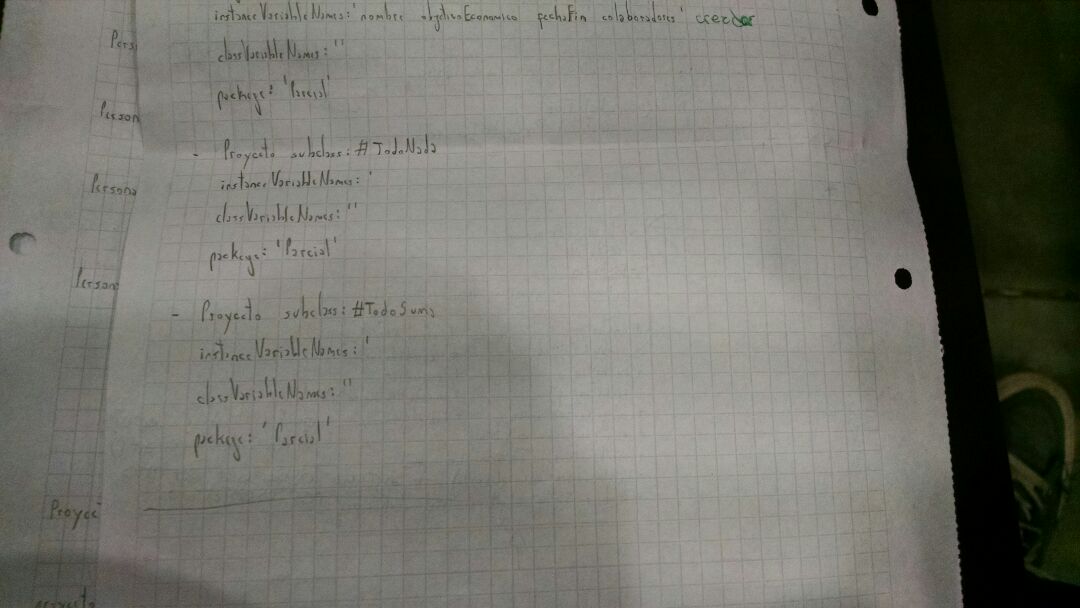 instanceVariableNames: 'nombre objetivoEconomico fechaFin colaboradores' creador
classVariableNames: ''
package: 'Parcial'
- Proyecto subclass: #TodoNada
instanceVariableNames: '
classVariableNames: ''
package: 'Parcial'
- Proyecto subclass: #TodoSuma
instanceVariableNames: '
classVariableNames: ''
package: 'Parcial'
Pers
Person
Persona
Person
Proyec